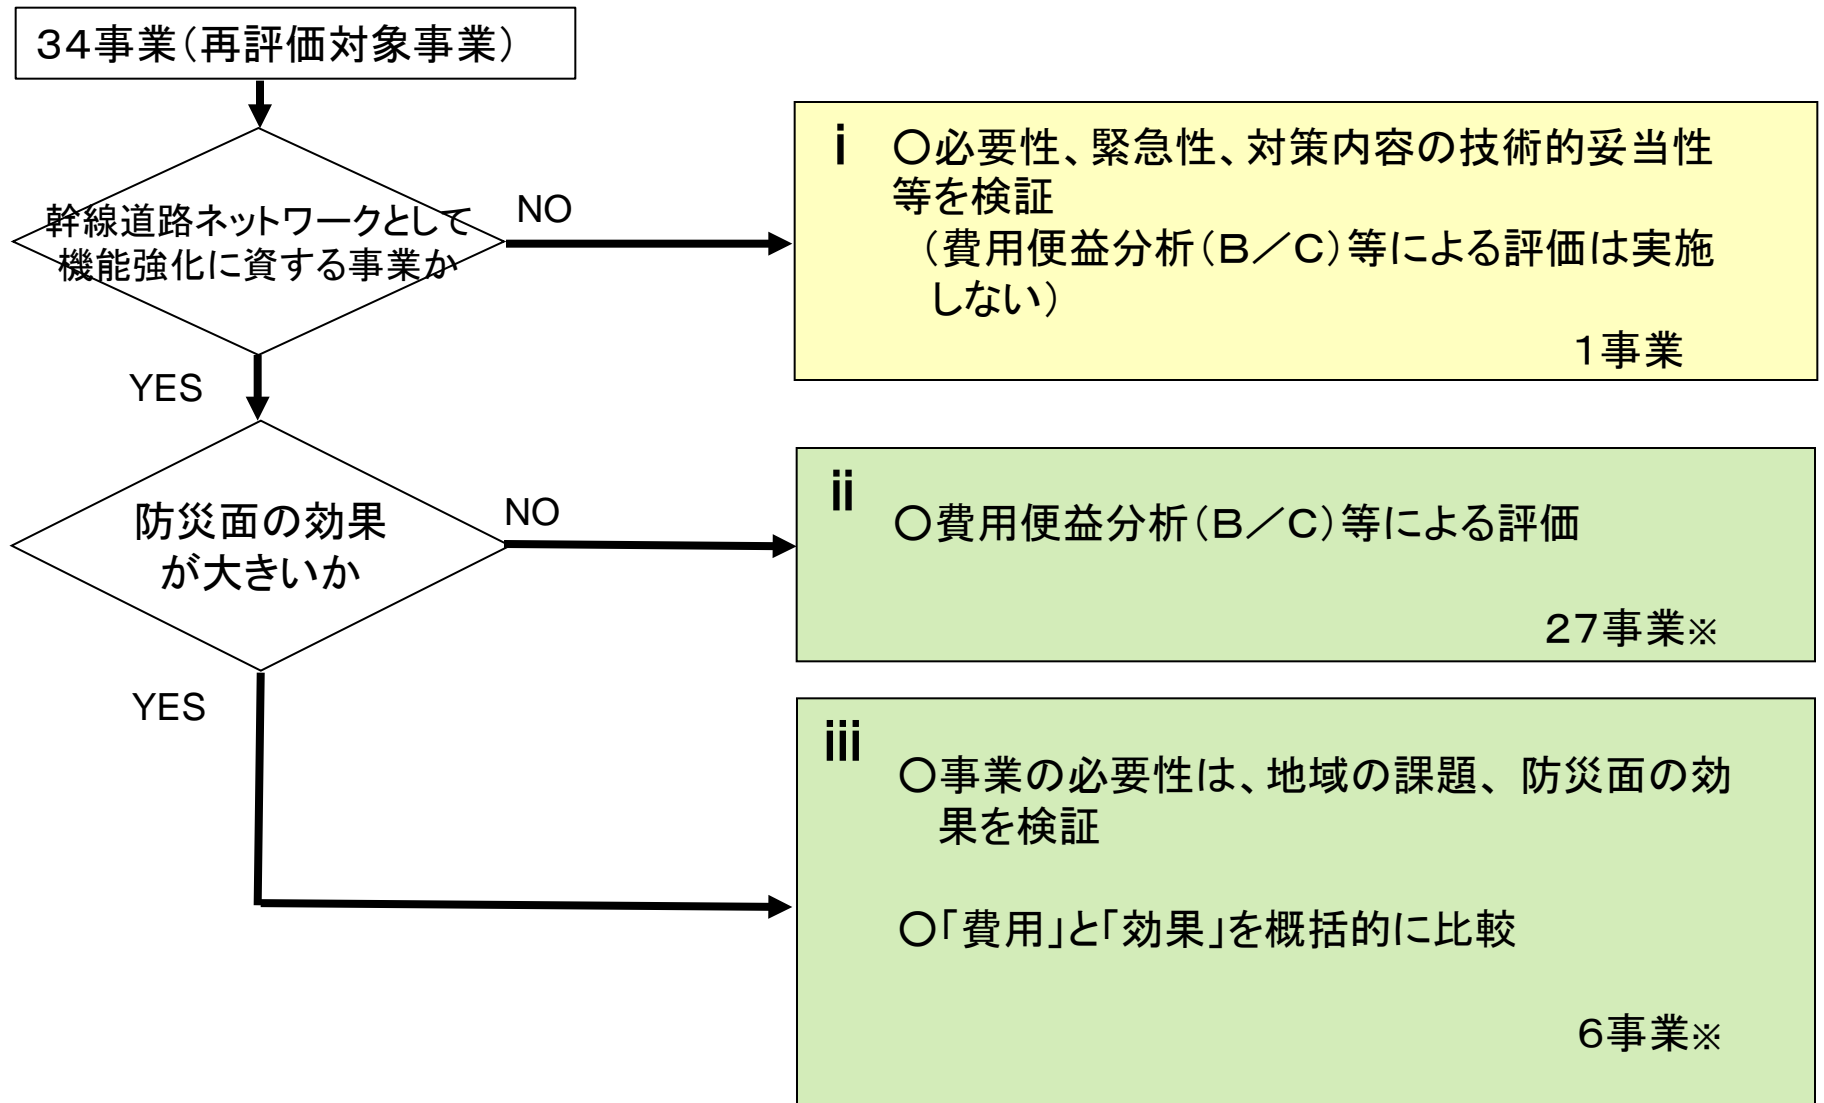 ３４事業（再評価対象事業）
幹線道路ネットワークとして
機能強化に資する事業か
NO
YES
ⅰ
○必要性、緊急性、対策内容の技術的妥当性
等を検証
（費用便益分析（Ｂ／Ｃ）等による評価は実施
しない）
１事業
防災面の効果
が大きいか
NO
YES
ⅱ
○費用便益分析（Ｂ／Ｃ）等による評価
２７事業※
ⅲ
○事業の必要性は、地域の課題、防災面の効
果を検証
○「費用」と「効果」を概括的に比較
６事業※